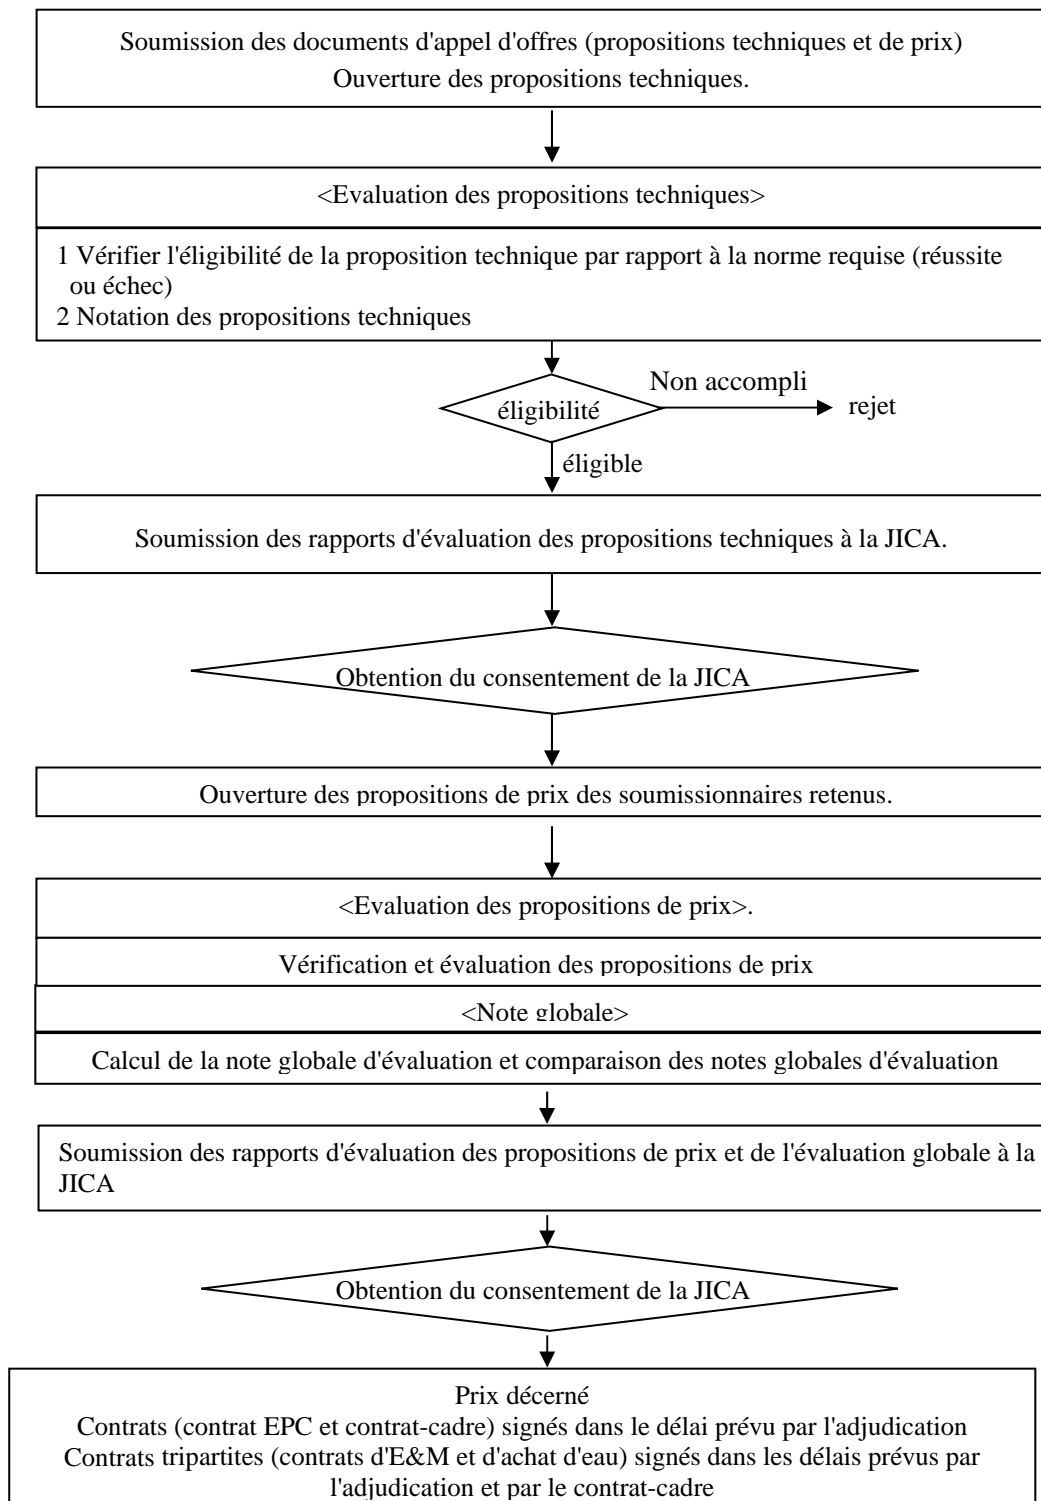 Soumission des documents d'appel d'offres (propositions techniques et de prix)
Ouverture des propositions techniques.
<Evaluation des propositions techniques>
1 Vérifier l'éligibilité de la proposition technique par rapport à la norme requise (réussite
ou échec)
2 Notation des propositions techniques
Non accompli
éligibilité
rejet
éligible
Soumission des rapports d'évaluation des propositions techniques à la JICA.
Obtention du consentement de la JICA
Ouverture des propositions de prix des soumissionnaires retenus.
<Evaluation des propositions de prix>.
Vérification et évaluation des propositions de prix
<Note globale>
Calcul de la note globale d'évaluation et comparaison des notes globales d'évaluation
Soumission des rapports d'évaluation des propositions de prix et de l'évaluation globale à la
JICA
Obtention du consentement de la JICA
Prix décerné
Contrats (contrat EPC et contrat-cadre) signés dans le délai prévu par l'adjudication
Contrats tripartites (contrats d'E&M et d'achat d'eau) signés dans les délais prévus par
l'adjudication et par le contrat-cadre